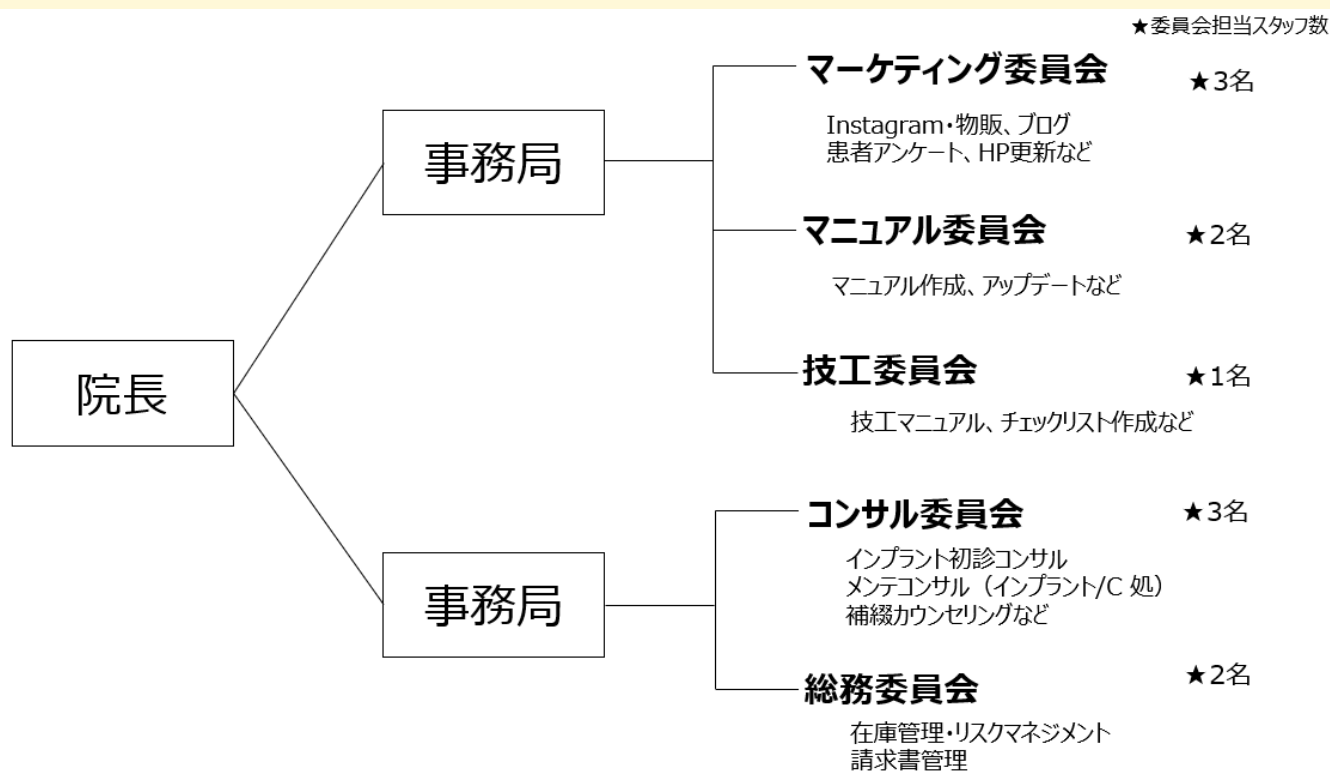 ★委員会担当スタッフ数
マーケティング委員会
★3名
Instagram・物販、ブログ
患者アンケート、HP更新など
事務局
マニュアル委員会
★2名
マニュアル作成、アップデートなど
技工委員会
★1名
技工マニュアル、チェックリスト作成など
院長
コンサル委員会
★3名
インプラント初診コンサル
メンテコンサル（インプラント/C 処）
補綴カウンセリングなど
事務局
総務委員会
★2名
在庫管理・リスクマネジメント
請求書管理